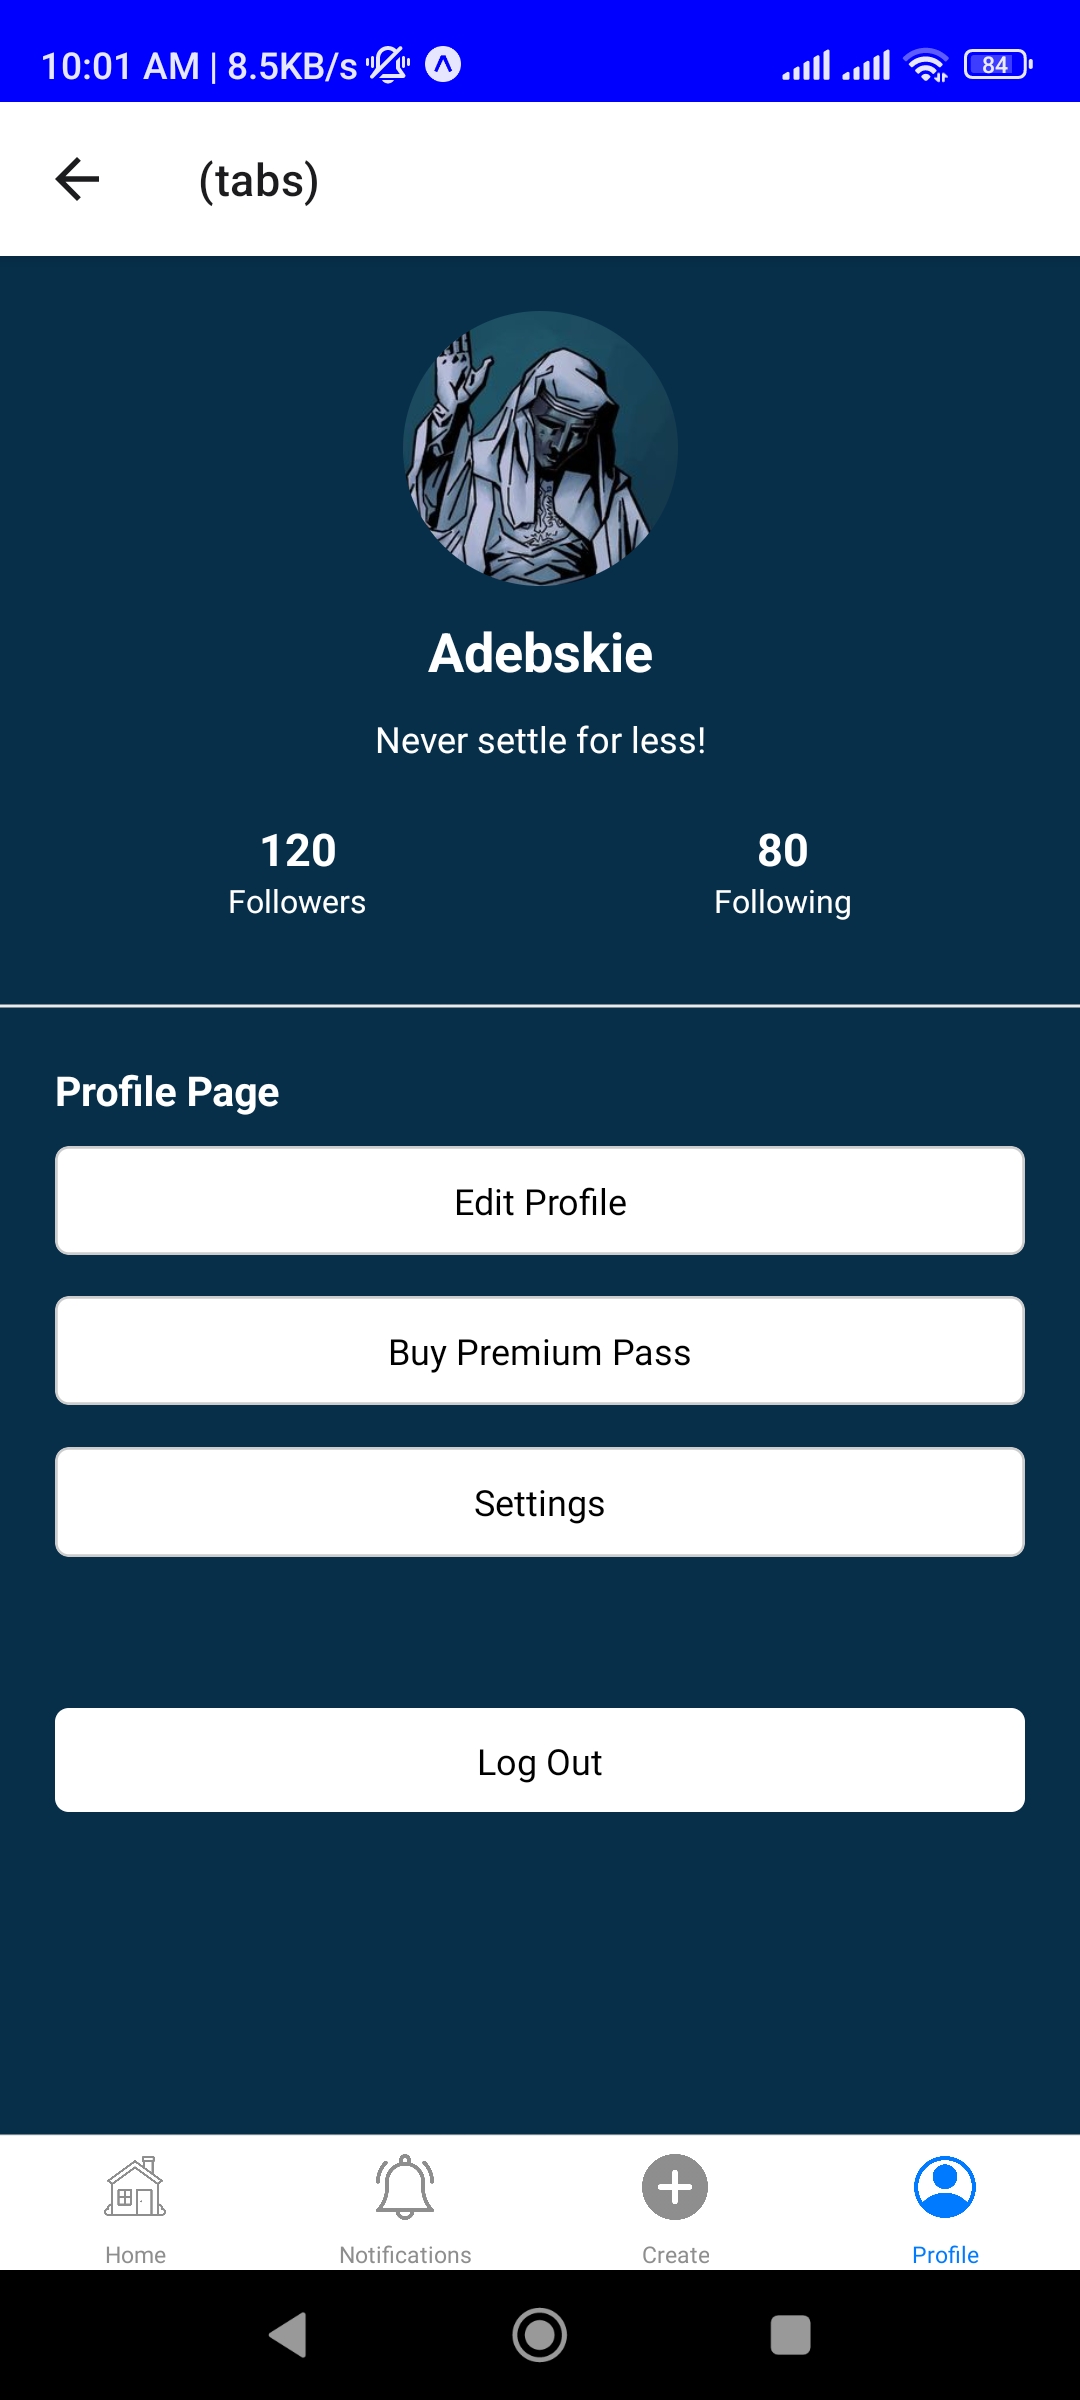 10:01 AM | 8.5KB/s
84
(tabs)
Adebskie
Never settle for less!
120
80
Followers
Following
Profile Page
Edit Profile
Buy Premium Pass
Settings
Log Out
Home
Notifications
Create
Profile